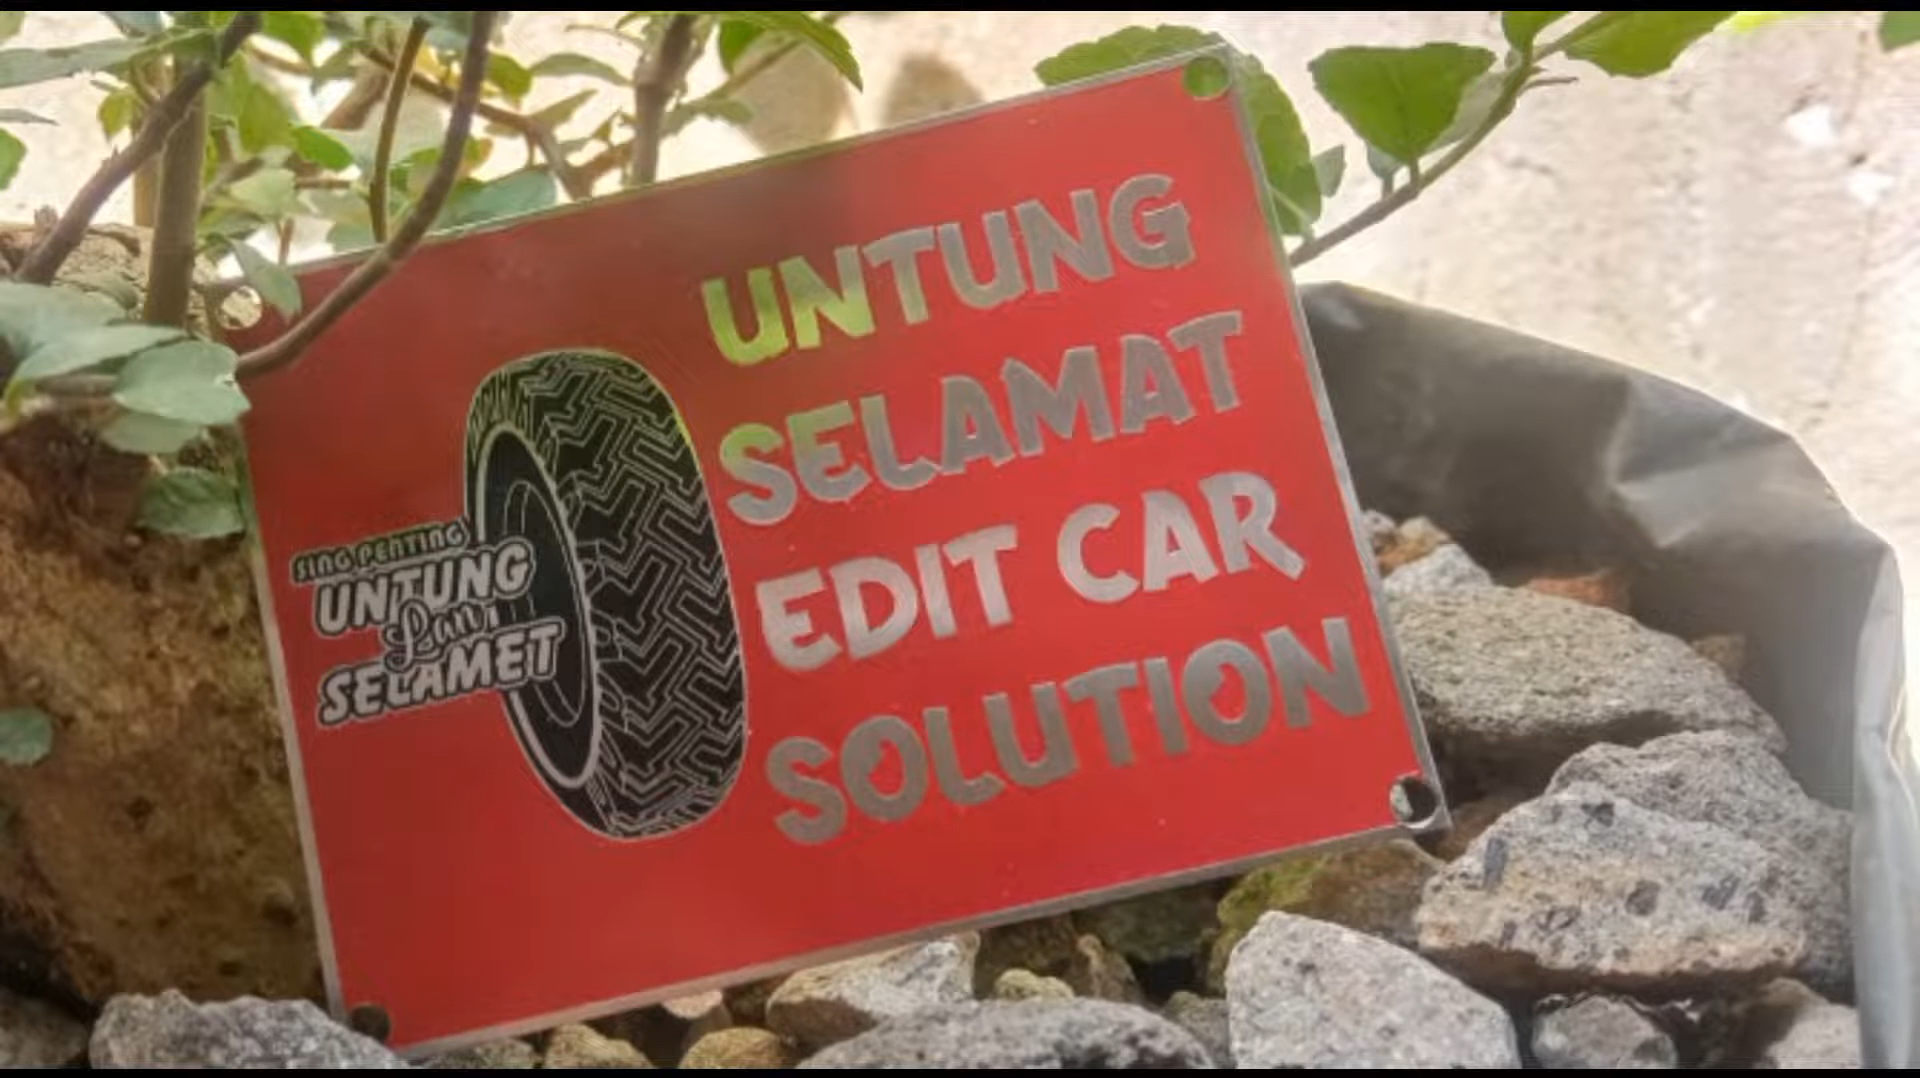 SING PENTING
UNTUNG
Lan
SELAMET
UNTUNG
SELAMAT
EDIT CAR
SOLUTION